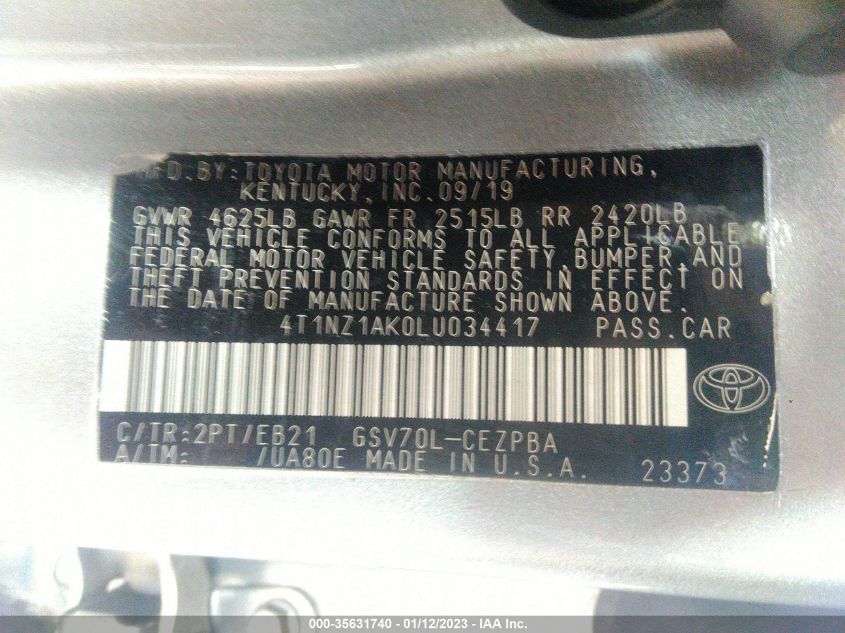 MFD. BY: TOYOTA MOTOR MANUFACTURING,
KENTUCKY, INC. 09/19
GVWR 4625LB GAWR FR 2515LB RR 2420LB
THIS VEHICLE CONFORMS TO ALL APPLICABLE
FEDERAL MOTOR VEHICLE SAFETY, BUMPER, AND
THEFT PREVENTION STANDARDS IN EFFECT ON
THE DATE OF MANUFACTURE SHOWN ABOVE.
4T1NZ1AK0LU034417 PASS. CAR
C/TR: 2PT/EB21 GSV70L-CEZPBA
A/TM: /UA80E MADE IN U.S.A. 23373
000-35631740 - 01/12/2023 - IAA Inc.